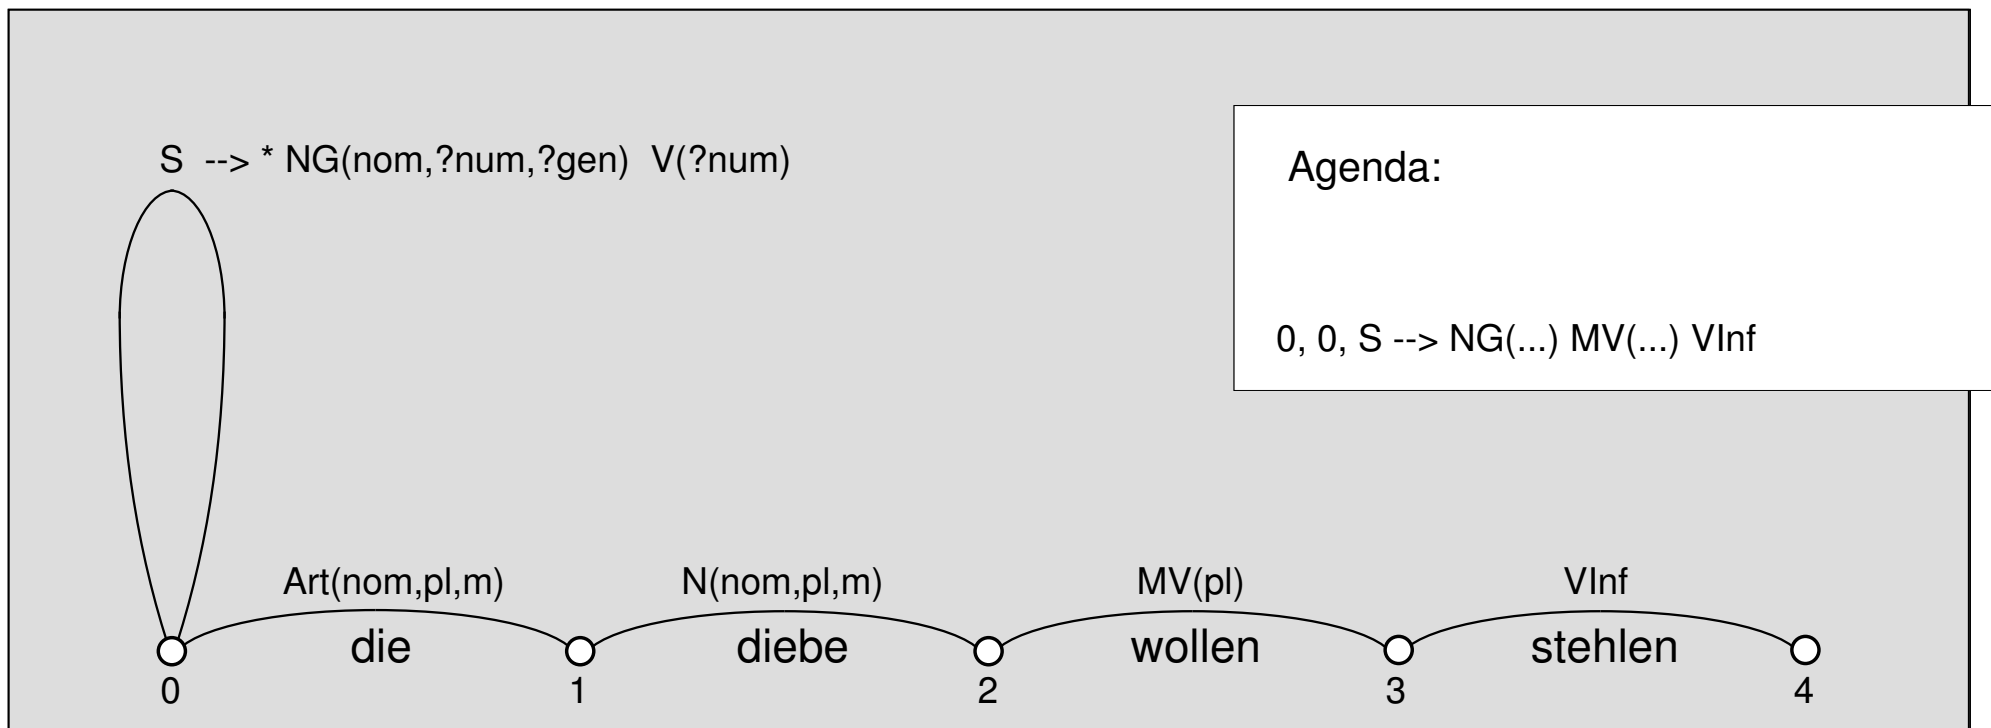 S --> * NG(nom,?num,?gen) V(?num)
Agenda:
0, 0, S --> NG(...) MV(...) VInf
Art(nom,pl,m) N(nom,pl,m) MV(pl) VInf
die diebe wollen stehlen
0 1 2 3 4